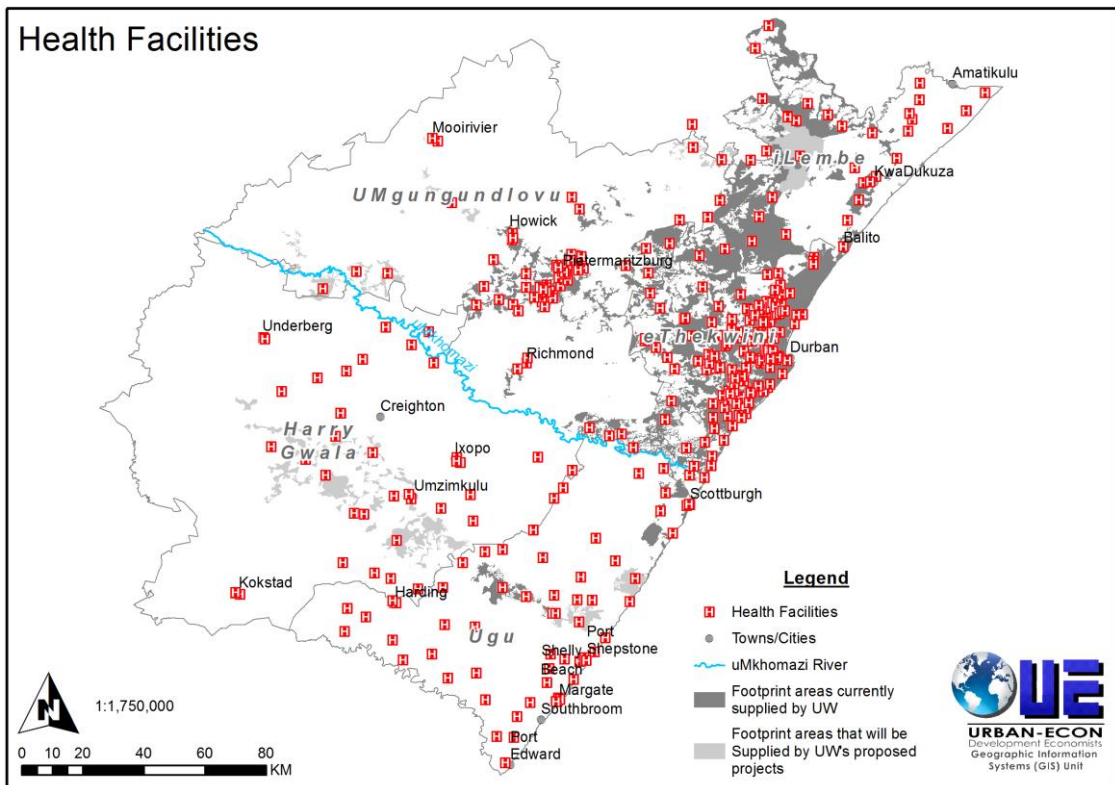 Health Facilities
Amatikulu
Mooirivier
iLembe
KwaDukuza
UMgungundlovu
Howick
Balito
Pietermaritzburg
uMkhomazi
Underberg
eThekwini
Durban
Richmond
Creighton
Harry
Gwala
Ixopo
Umzimkulu
Scottburgh
Kokstad
Harding
Ugu
Port
Shepstone
Shelly
Beach
Margate
Southbroom
Port
Edward
Legend
H Health Facilities
Towns/Cities
uMkhomazi River
Footprint areas currently
supplied by UW
Footprint areas that will be
Supplied by UW's proposed
projects
N
1:1,750,000
0 10 20 40 60 80
KM
UE
URBAN-ECON
Development Economists
Geographic Information
Systems (GIS) Unit